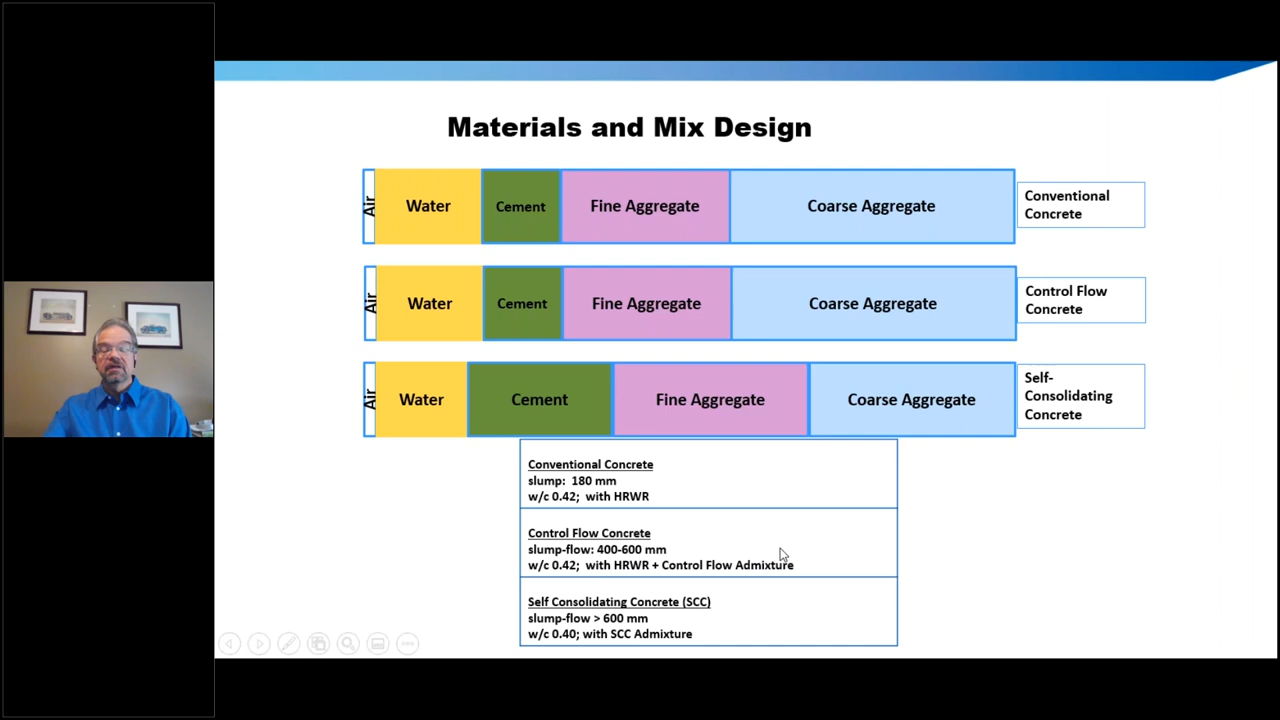 Materials and Mix Design
Air
Water
Cement
Fine Aggregate
Coarse Aggregate
Conventional
Concrete
Air
Water
Cement
Fine Aggregate
Coarse Aggregate
Control Flow
Concrete
Air
Water
Cement
Fine Aggregate
Coarse Aggregate
Self-
Consolidating
Concrete
Conventional Concrete
slump: 180 mm
w/c 0.42; with HRWR
Control Flow Concrete
slump-flow: 400-600 mm
w/c 0.42; with HRWR + Control Flow Admixture
Self Consolidating Concrete (SCC)
slump-flow > 600 mm
w/c 0.40; with SCC Admixture